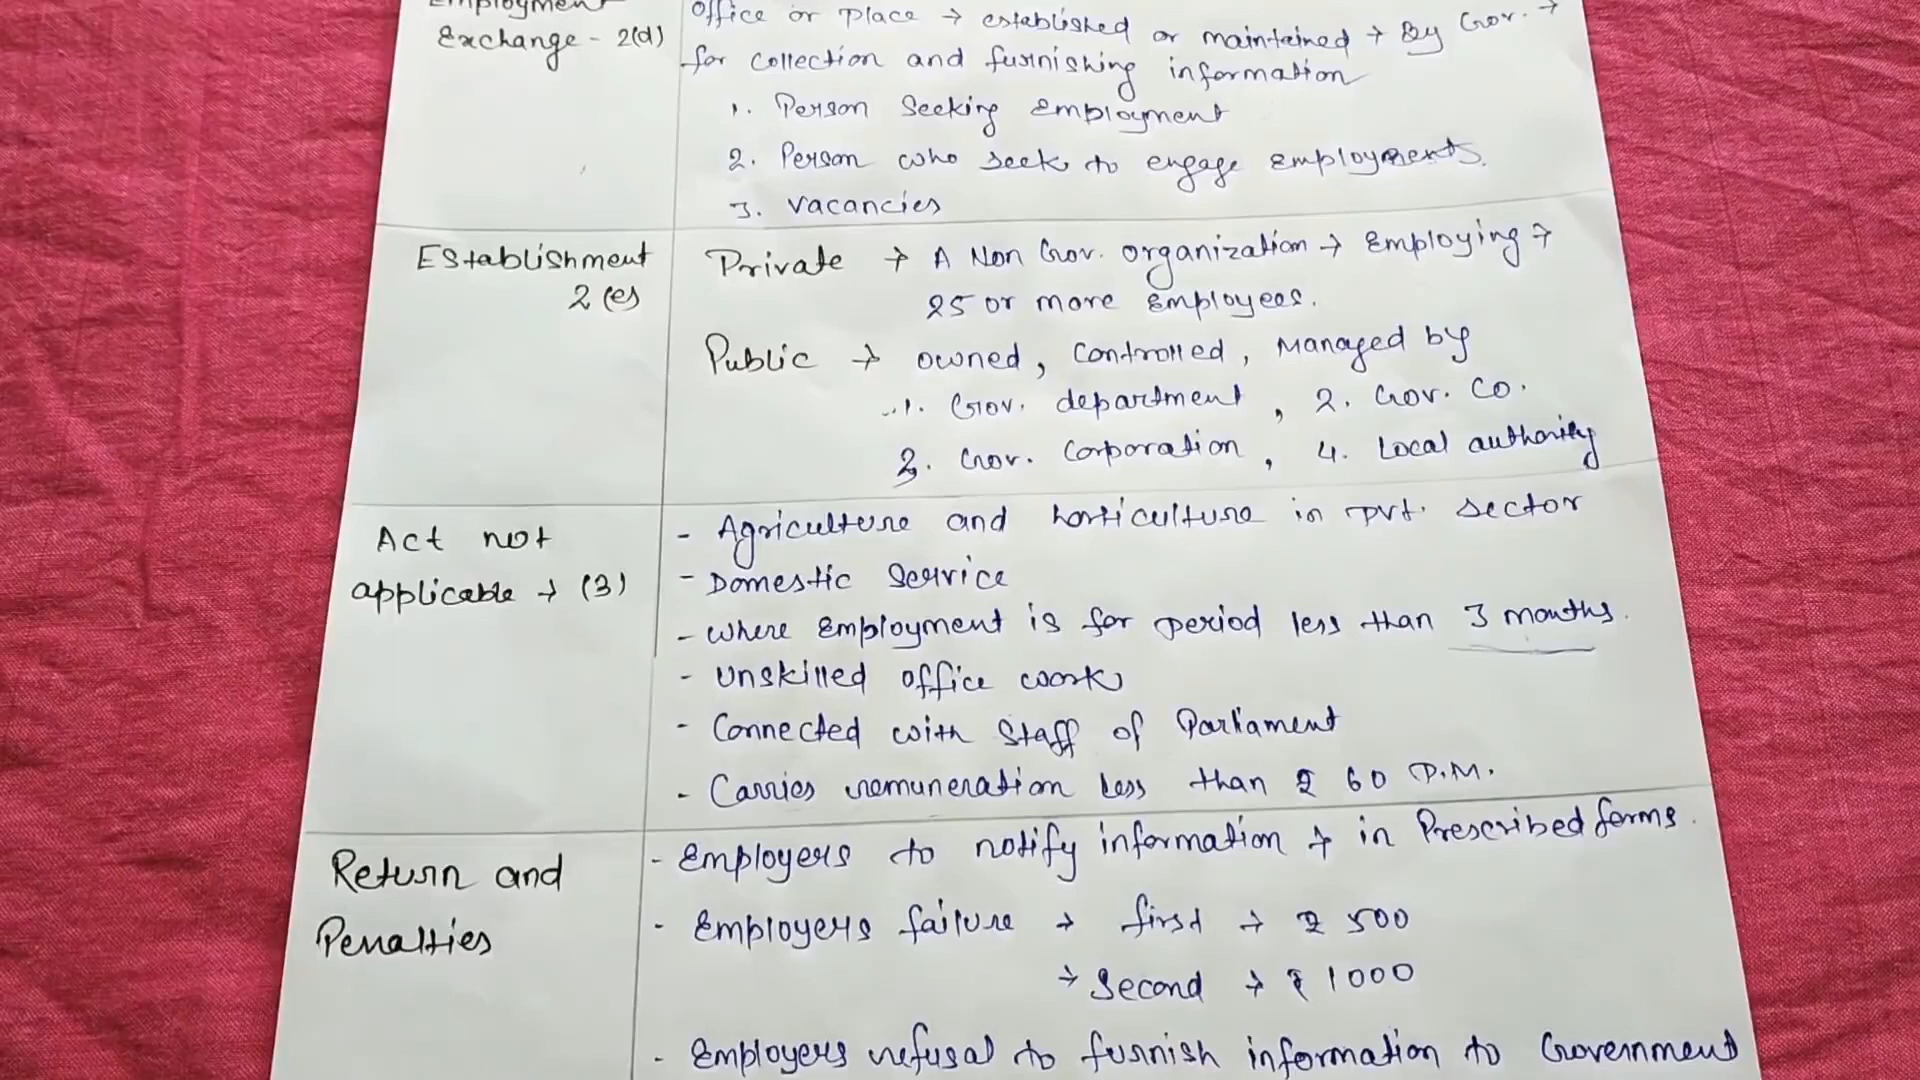 Employment
Exchange - 2(d)
Office or place → established or maintained → By Gov. →
for collection and furnishing information
1. Person Seeking Employment
2. Person who seek to engage Employments.
3. vacancies
Establishment
2(e)
Private → A Non Gov. organization → Employing →
25 or more Employees.
Public → owned, Controlled, Managed by
1. Gov. department, 2. Gov. Co.
3. Gov. Corporation, 4. Local authority
Act not
applicable → (3)
- Agriculture and horticulture in Pvt. sector
- Domestic Service
- where Employment is for period less than 3 months.
- Unskilled office work
- Connected with Staff of Parliament
- Carries remuneration less than ₹ 60 P.M.
Return and
Penalties
- Employers to notify information → in Prescribed forms.
- Employers failure → first → ₹ 500
→ Second → ₹ 1000
- Employers refusal to furnish information to Government